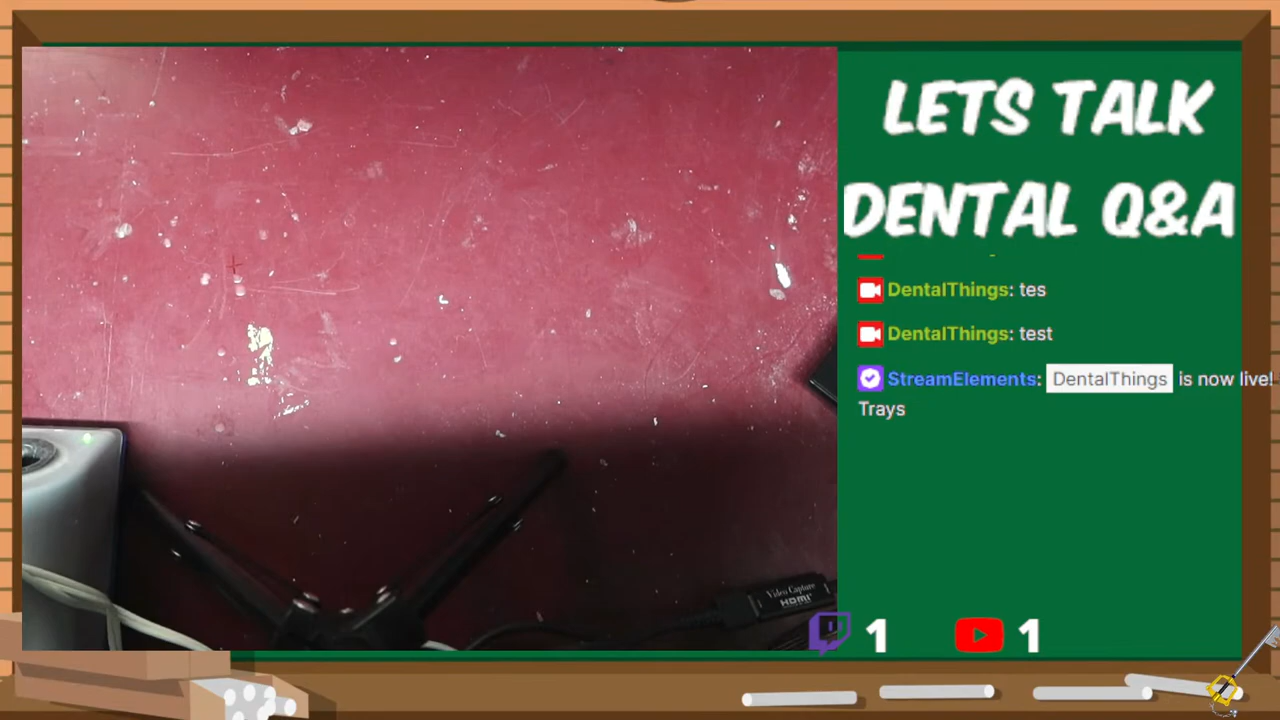 LETS TALK
DENTAL Q&A
DentalThings: tes
DentalThings: test
StreamElements: DentalThings is now live!
Trays
Video Capture
HDMI
1 1